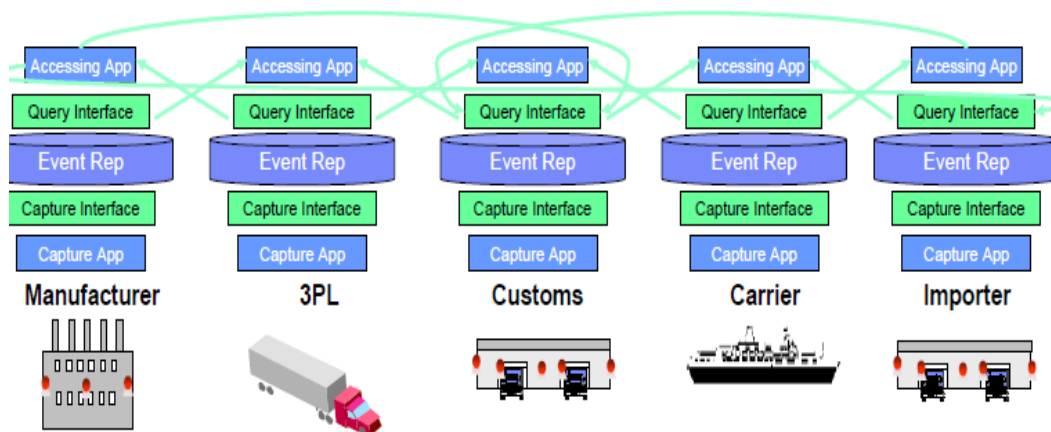 Accessing App Accessing App Accessing App Accessing App Accessing App
Query Interface Query Interface Query Interface Query Interface Query Interface
Event Rep Event Rep Event Rep Event Rep Event Rep
Capture Interface Capture Interface Capture Interface Capture Interface Capture Interface
Capture App Capture App Capture App Capture App Capture App
Manufacturer 3PL Customs Carrier Importer